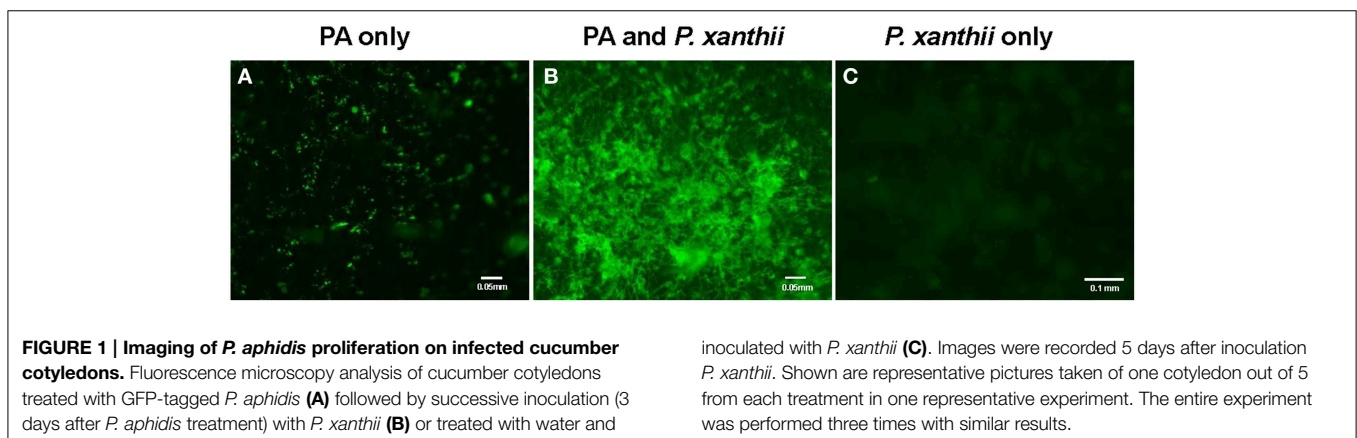 PA only
PA and P. xanthii
P. xanthii only
A
B
C
0.05mm
0.05mm
0.1 mm
FIGURE 1 | Imaging of P. aphidis proliferation on infected cucumber
cotyledons. Fluorescence microscopy analysis of cucumber cotyledons
treated with GFP-tagged P. aphidis (A) followed by successive inoculation (3
days after P. aphidis treatment) with P. xanthii (B) or treated with water and
inoculated with P. xanthii (C). Images were recorded 5 days after inoculation
P. xanthii. Shown are representative pictures taken of one cotyledon out of 5
from each treatment in one representative experiment. The entire experiment
was performed three times with similar results.